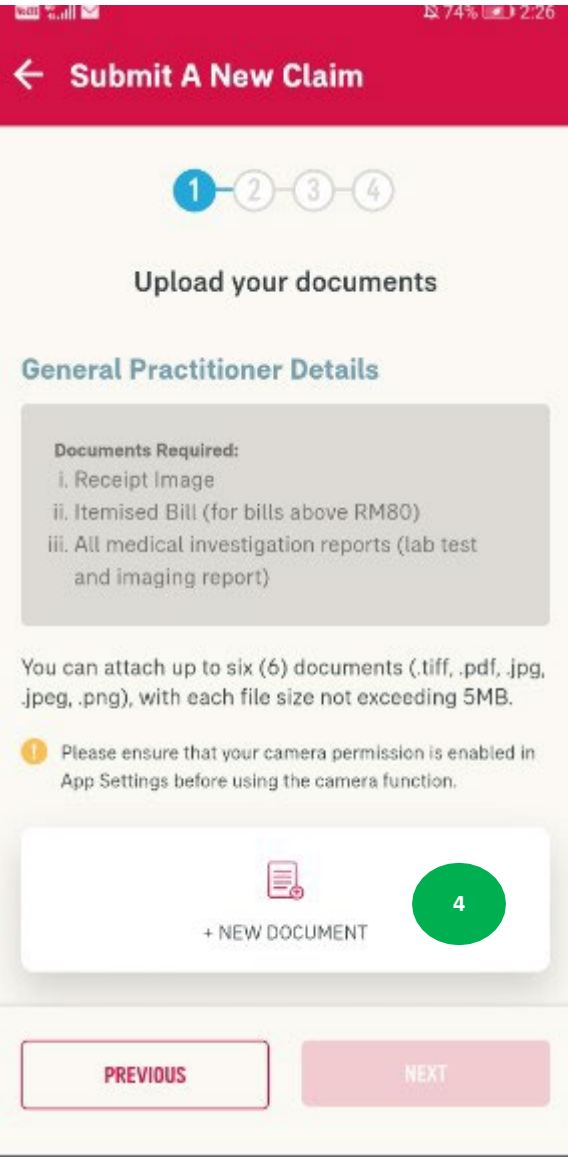 74% 2:26
Submit A New Claim
1 2 3 4
Upload your documents
General Practitioner Details
Documents Required:
i. Receipt Image
ii. Itemised Bill (for bills above RM80)
iii. All medical investigation reports (lab test
and imaging report)
You can attach up to six (6) documents (.tiff, .pdf, .jpg,
.jpeg, .png), with each file size not exceeding 5MB.
! Please ensure that your camera permission is enabled in
App Settings before using the camera function.
4
+ NEW DOCUMENT
PREVIOUS NEXT